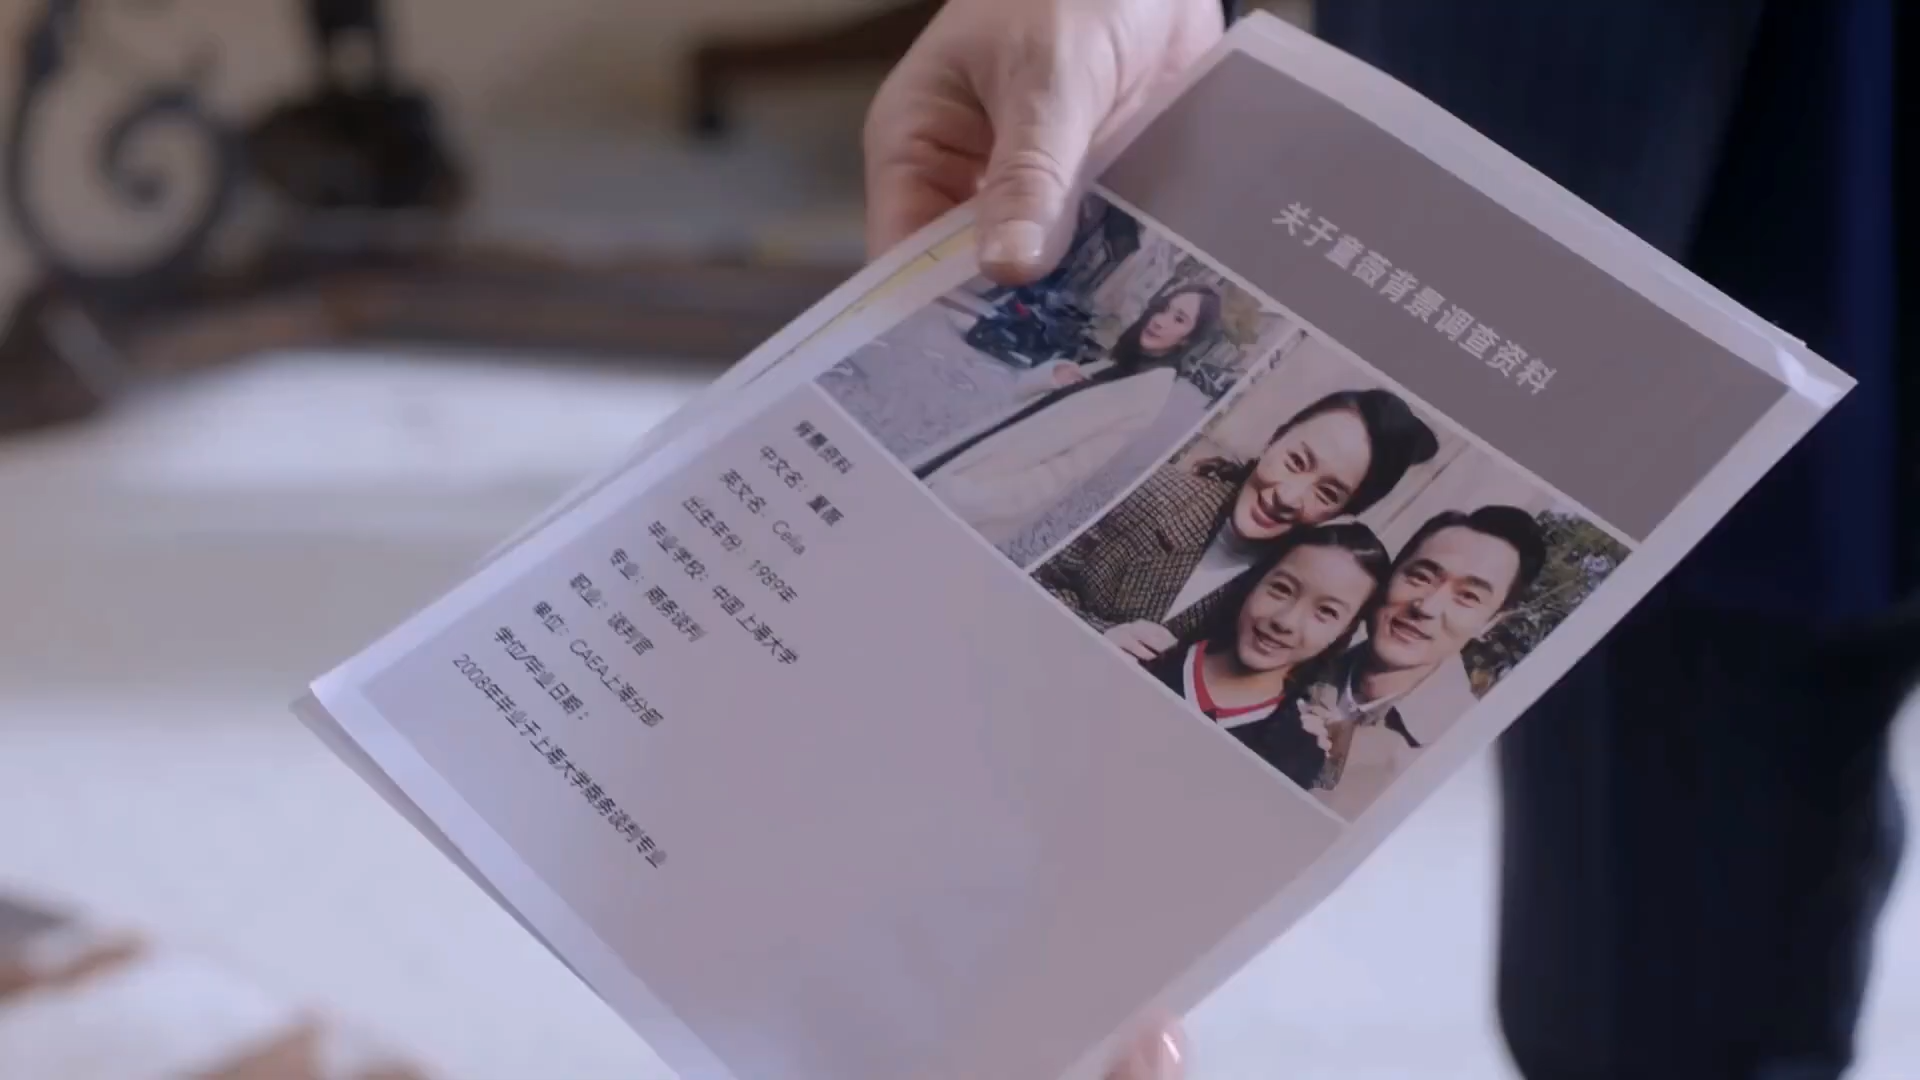 关于童薇背景调查资料
背景资料
中文名：童薇
英文名：Celia
出生年份：1989年
毕业学校：中国上海大学
专业：商务谈判
职业：谈判官
单位：CAEA上海分部
学位/毕业日期：
2008年毕业于上海大学商务谈判专业